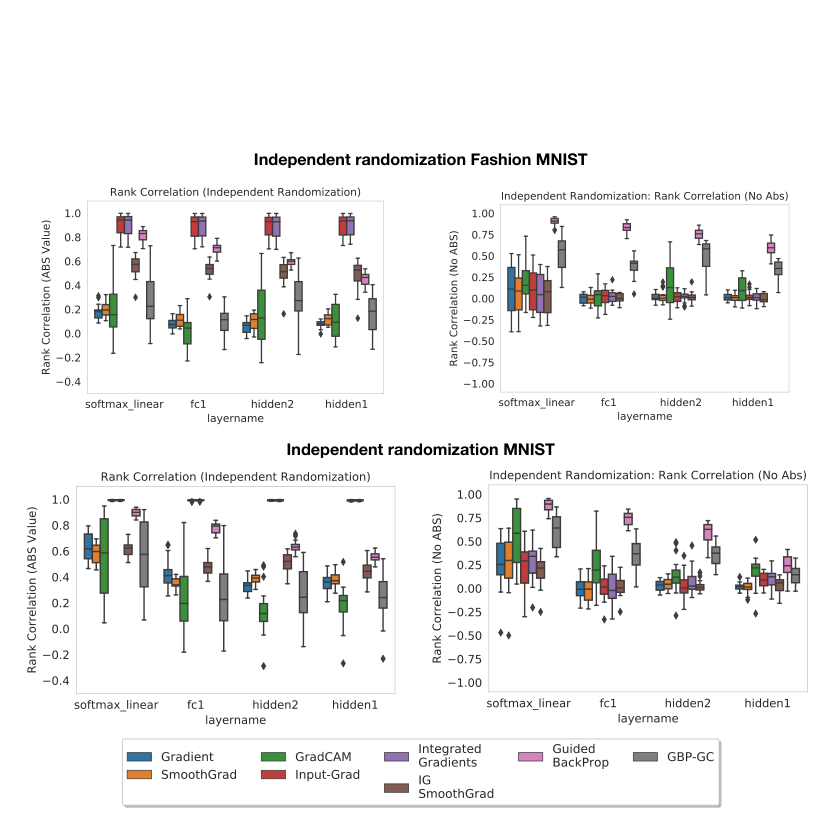 Independent randomization Fashion MNIST
Rank Correlation (Independent Randomization)
Rank Correlation (ABS Value)
1.0
0.8
0.6
0.4
0.2
0.0
−0.2
−0.4
softmax_linear fc1 hidden2 hidden1
layername
Independent Randomization: Rank Correlation (No Abs)
Rank Correlation (No ABS)
1.00
0.75
0.50
0.25
0.00
−0.25
−0.50
−0.75
−1.00
softmax_linear fc1 hidden2 hidden1
layername
Independent randomization MNIST
Rank Correlation (Independent Randomization)
Rank Correlation (ABS Value)
1.0
0.8
0.6
0.4
0.2
0.0
−0.2
−0.4
softmax_linear fc1 hidden2 hidden1
layername
Independent Randomization: Rank Correlation (No Abs)
Rank Correlation (No ABS)
1.00
0.75
0.50
0.25
0.00
−0.25
−0.50
−0.75
−1.00
softmax_linear fc1 hidden2 hidden1
layername
Gradient
SmoothGrad
GradCAM
Input-Grad
Integrated
Gradients
IG
SmoothGrad
Guided
BackProp
GBP-GC